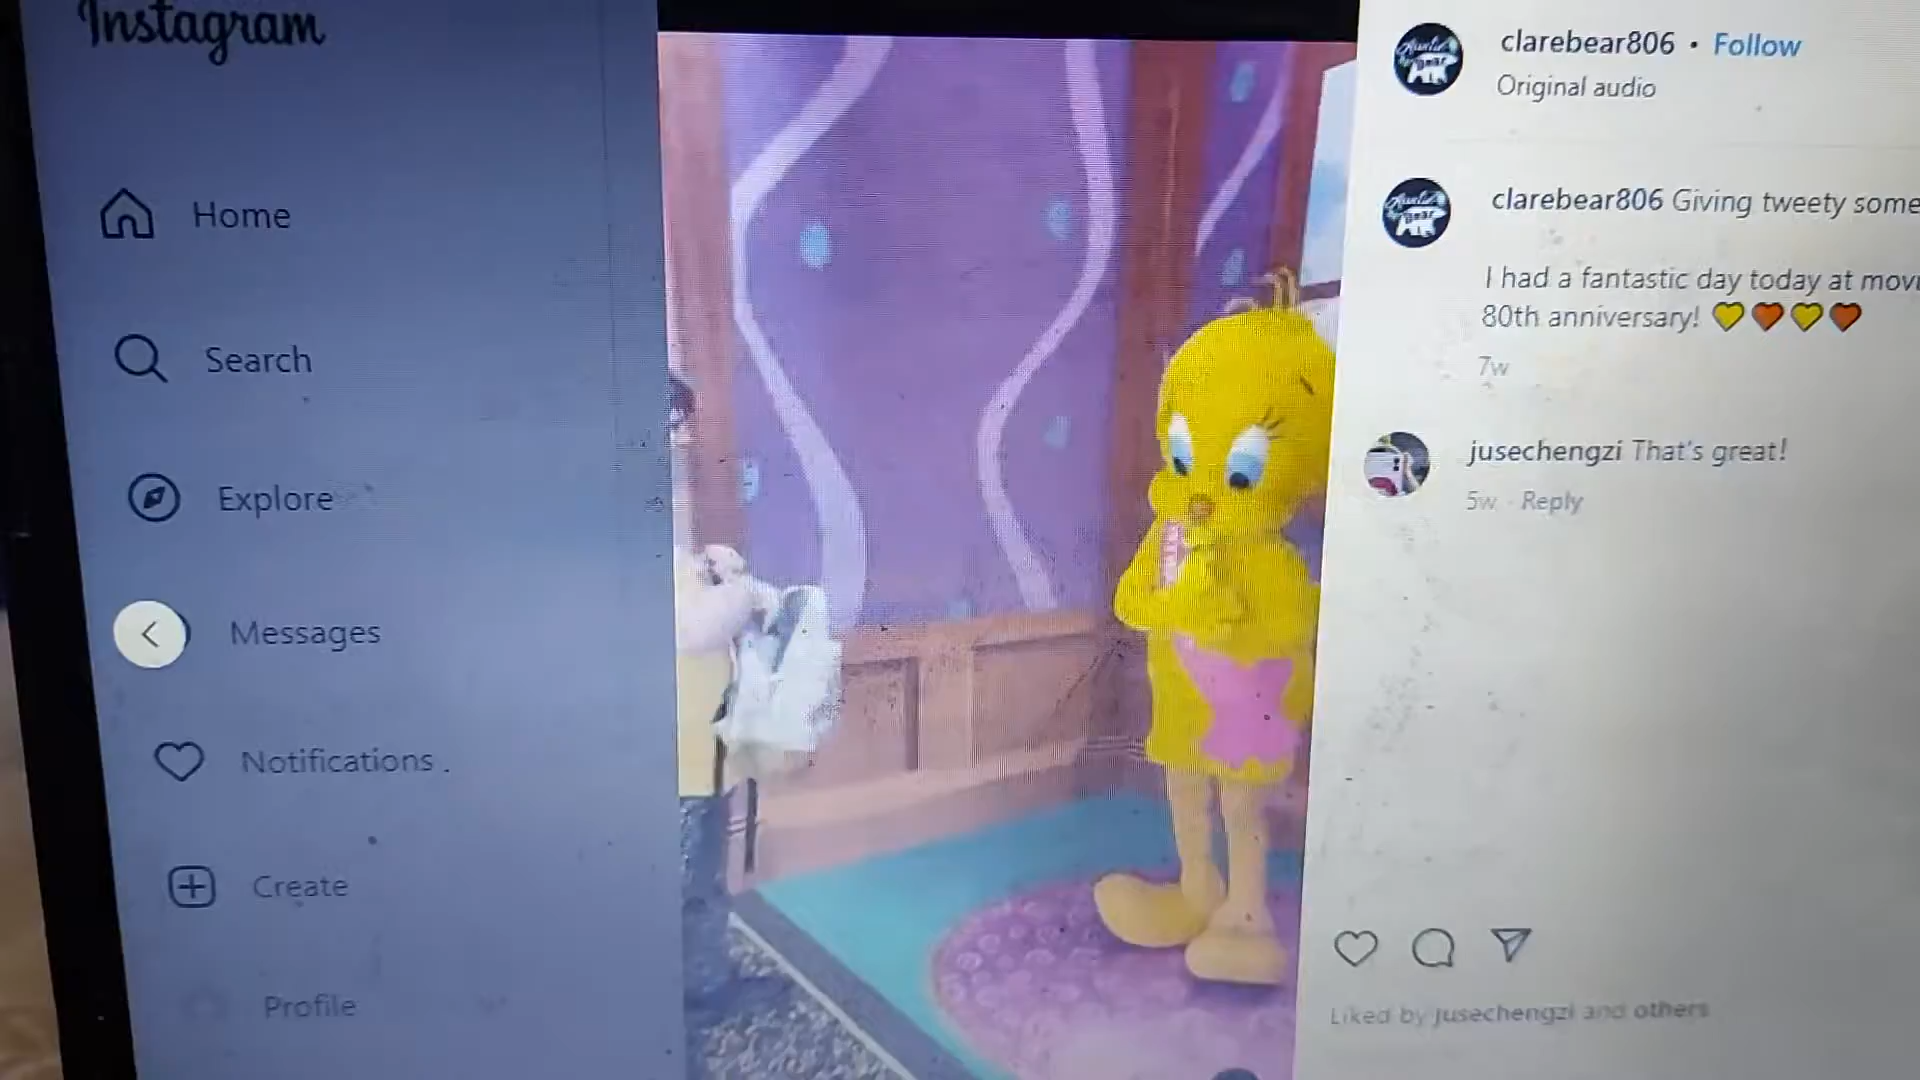 Instagram
Home
Search
Explore
Messages
Notifications
Create
Profile
clarebear806 • Follow
Original audio
clarebear806 Giving tweety some
I had a fantastic day today at movi
80th anniversary! 💛🧡💛🧡
7w
jusechengzi That's great!
5w Reply
Liked by jusechengzi and others